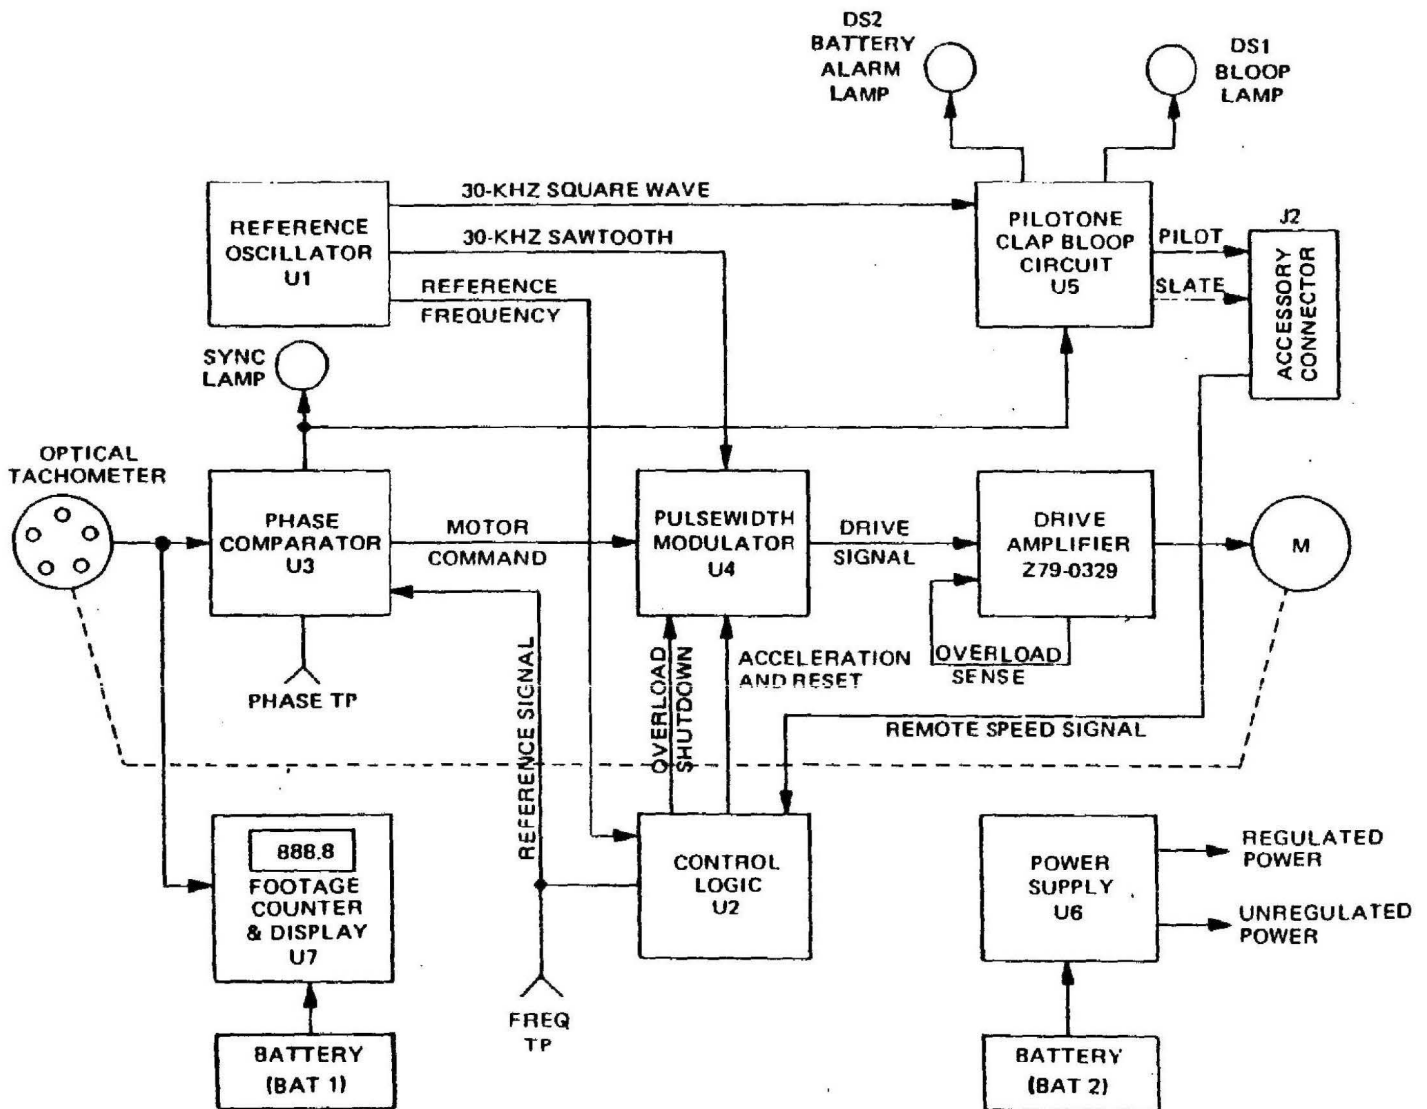 DS2
BATTERY
ALARM
LAMP
DS1
BLOOP
LAMP
REFERENCE
OSCILLATOR
U1
30-KHZ SQUARE WAVE
30-KHZ SAWTOOTH
REFERENCE
FREQUENCY
PILOTONE
CLAP BLOOP
CIRCUIT
U5
PILOT
SLATE
J2
ACCESSORY
CONNECTOR
SYNC
LAMP
OPTICAL
TACHOMETER
PHASE
COMPARATOR
U3
MOTOR
COMMAND
PULSEWIDTH
MODULATOR
U4
DRIVE
SIGNAL
DRIVE
AMPLIFIER
Z79-0329
M
PHASE TP
REFERENCE SIGNAL
OVERLOAD
SHUTDOWN
ACCELERATION
AND RESET
OVERLOAD
SENSE
REMOTE SPEED SIGNAL
888.8
FOOTAGE
COUNTER
& DISPLAY
U7
CONTROL
LOGIC
U2
POWER
SUPPLY
U6
REGULATED
POWER
UNREGULATED
POWER
FREQ
TP
BATTERY
(BAT 1)
BATTERY
(BAT 2)